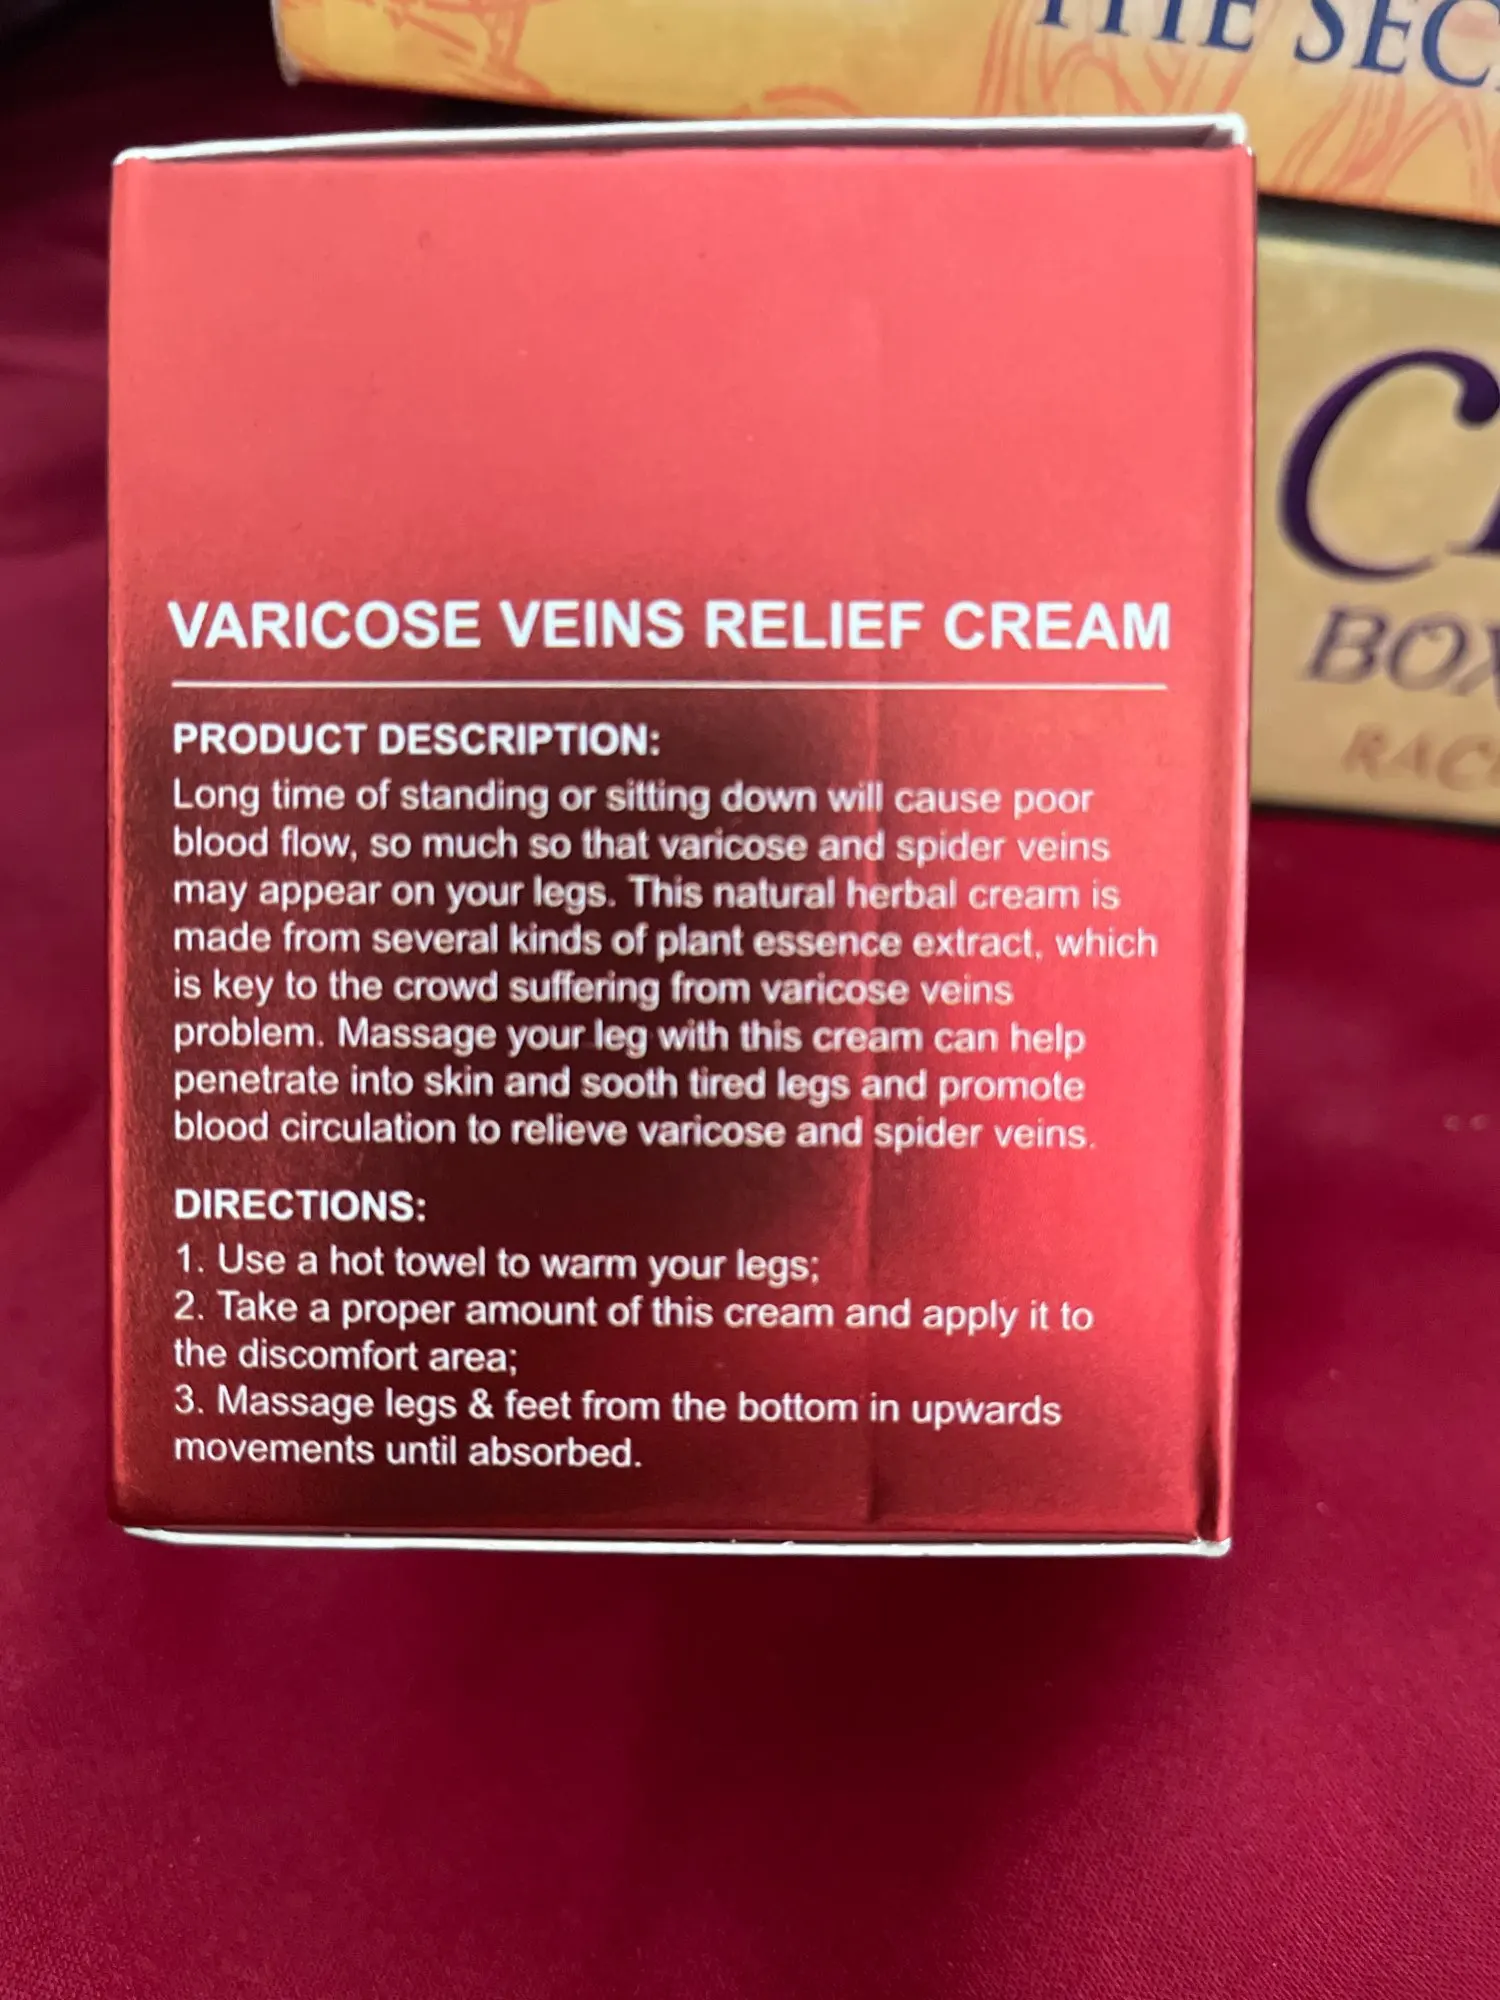 THE SEC
VARICOSE VEINS RELIEF CREAM
PRODUCT DESCRIPTION:
Long time of standing or sitting down will cause poor
blood flow, so much so that varicose and spider veins
may appear on your legs. This natural herbal cream is
made from several kinds of plant essence extract, which
is key to the crowd suffering from varicose veins
problem. Massage your leg with this cream can help
penetrate into skin and sooth tired legs and promote
blood circulation to relieve varicose and spider veins.
DIRECTIONS:
1. Use a hot towel to warm your legs;
2. Take a proper amount of this cream and apply it to
the discomfort area;
3. Massage legs & feet from the bottom in upwards
movements until absorbed.
BOX
RAC